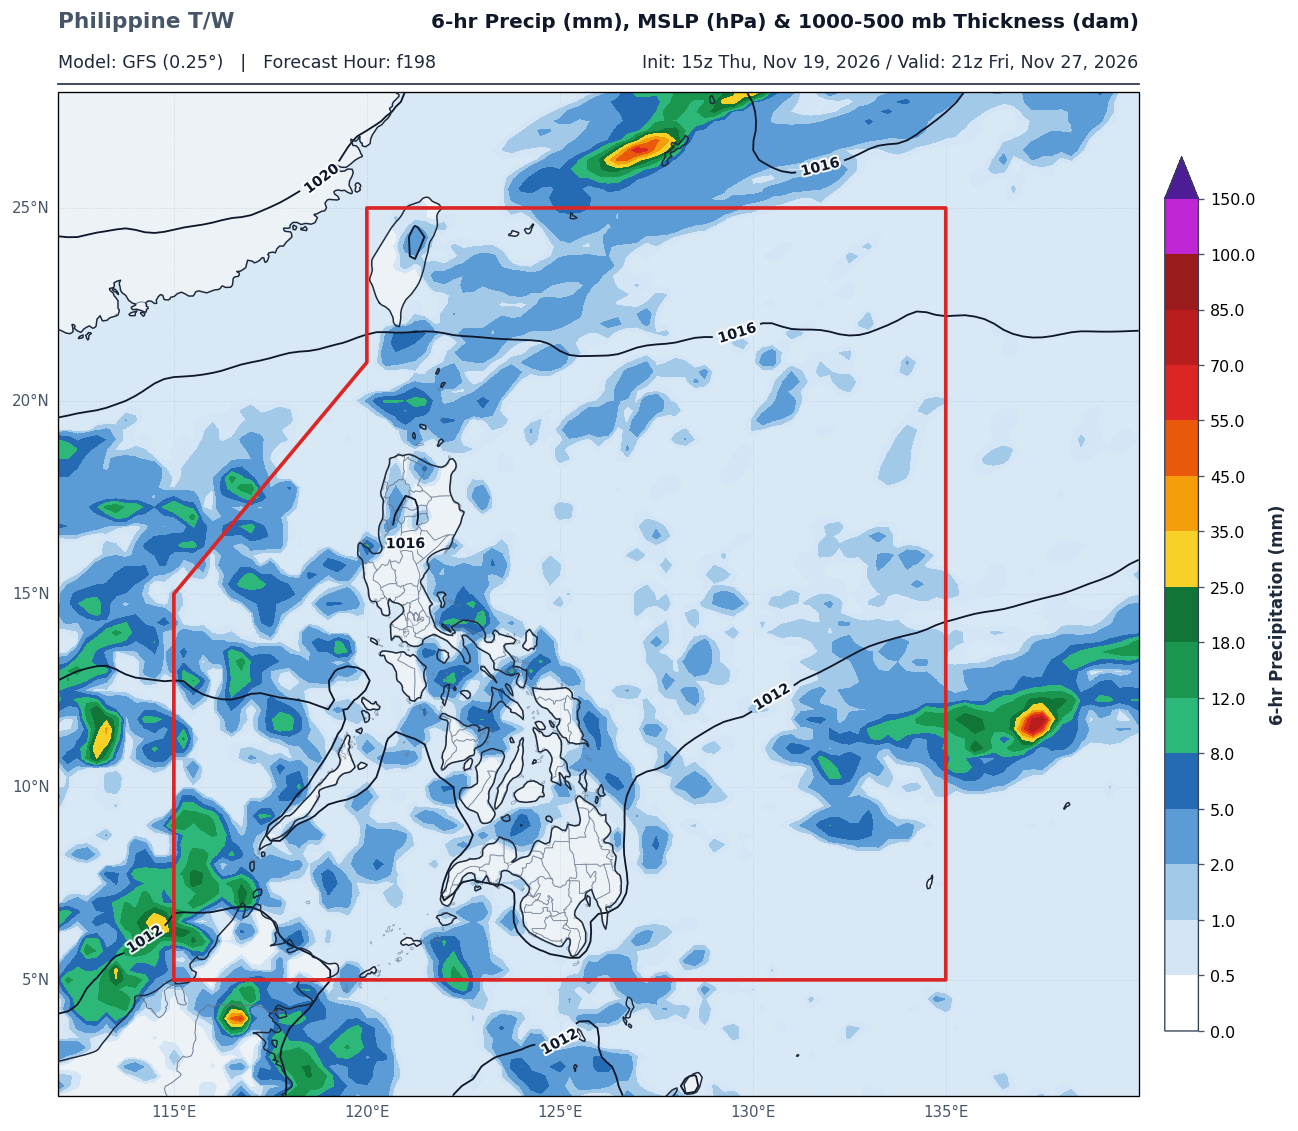 Philippine T/W
6-hr Precip (mm), MSLP (hPa) & 1000-500 mb Thickness (dam)
Model: GFS (0.25°) | Forecast Hour: f198
Init: 15z Thu, Nov 19, 2026 / Valid: 21z Fri, Nov 27, 2026
1020
1016
1016
1016
1012
1012
1012
25°N
20°N
15°N
10°N
5°N
115°E
120°E
125°E
130°E
135°E
150.0
100.0
85.0
70.0
55.0
45.0
35.0
25.0
18.0
12.0
8.0
5.0
2.0
1.0
0.5
0.0
6-hr Precipitation (mm)